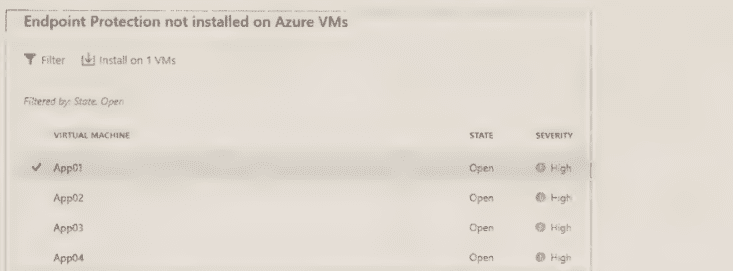 Endpoint Protection not installed on Azure VMs
Filter Install on 1 VMs
Filtered by: State. Open
VIRTUAL MACHINE STATE SEVERITY
App01 Open High
App02 Open High
App03 Open High
App04 Open High